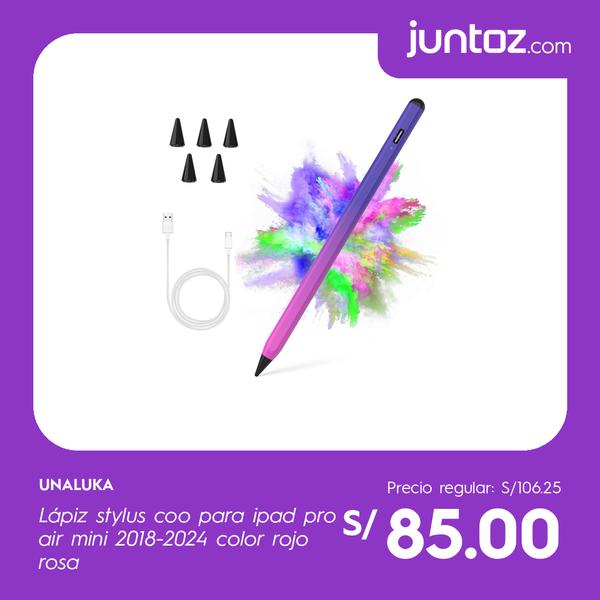 juntoz.com
UNALUKA
Lápiz stylus coo para ipad pro
air mini 2018-2024 color rojo
rosa
Precio regular: S/106.25
S/ 85.00